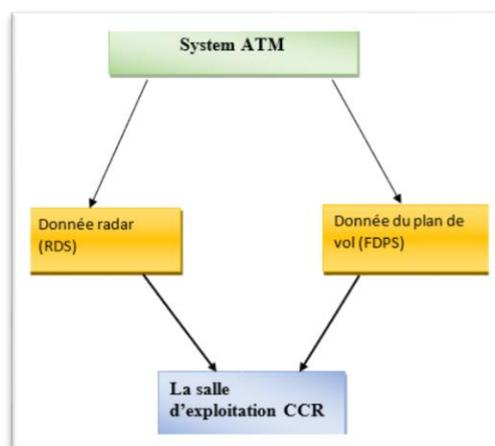 System ATM
Donnée radar
(RDS)
Donnée du plan de
vol (FDPS)
La salle
d’exploitation CCR